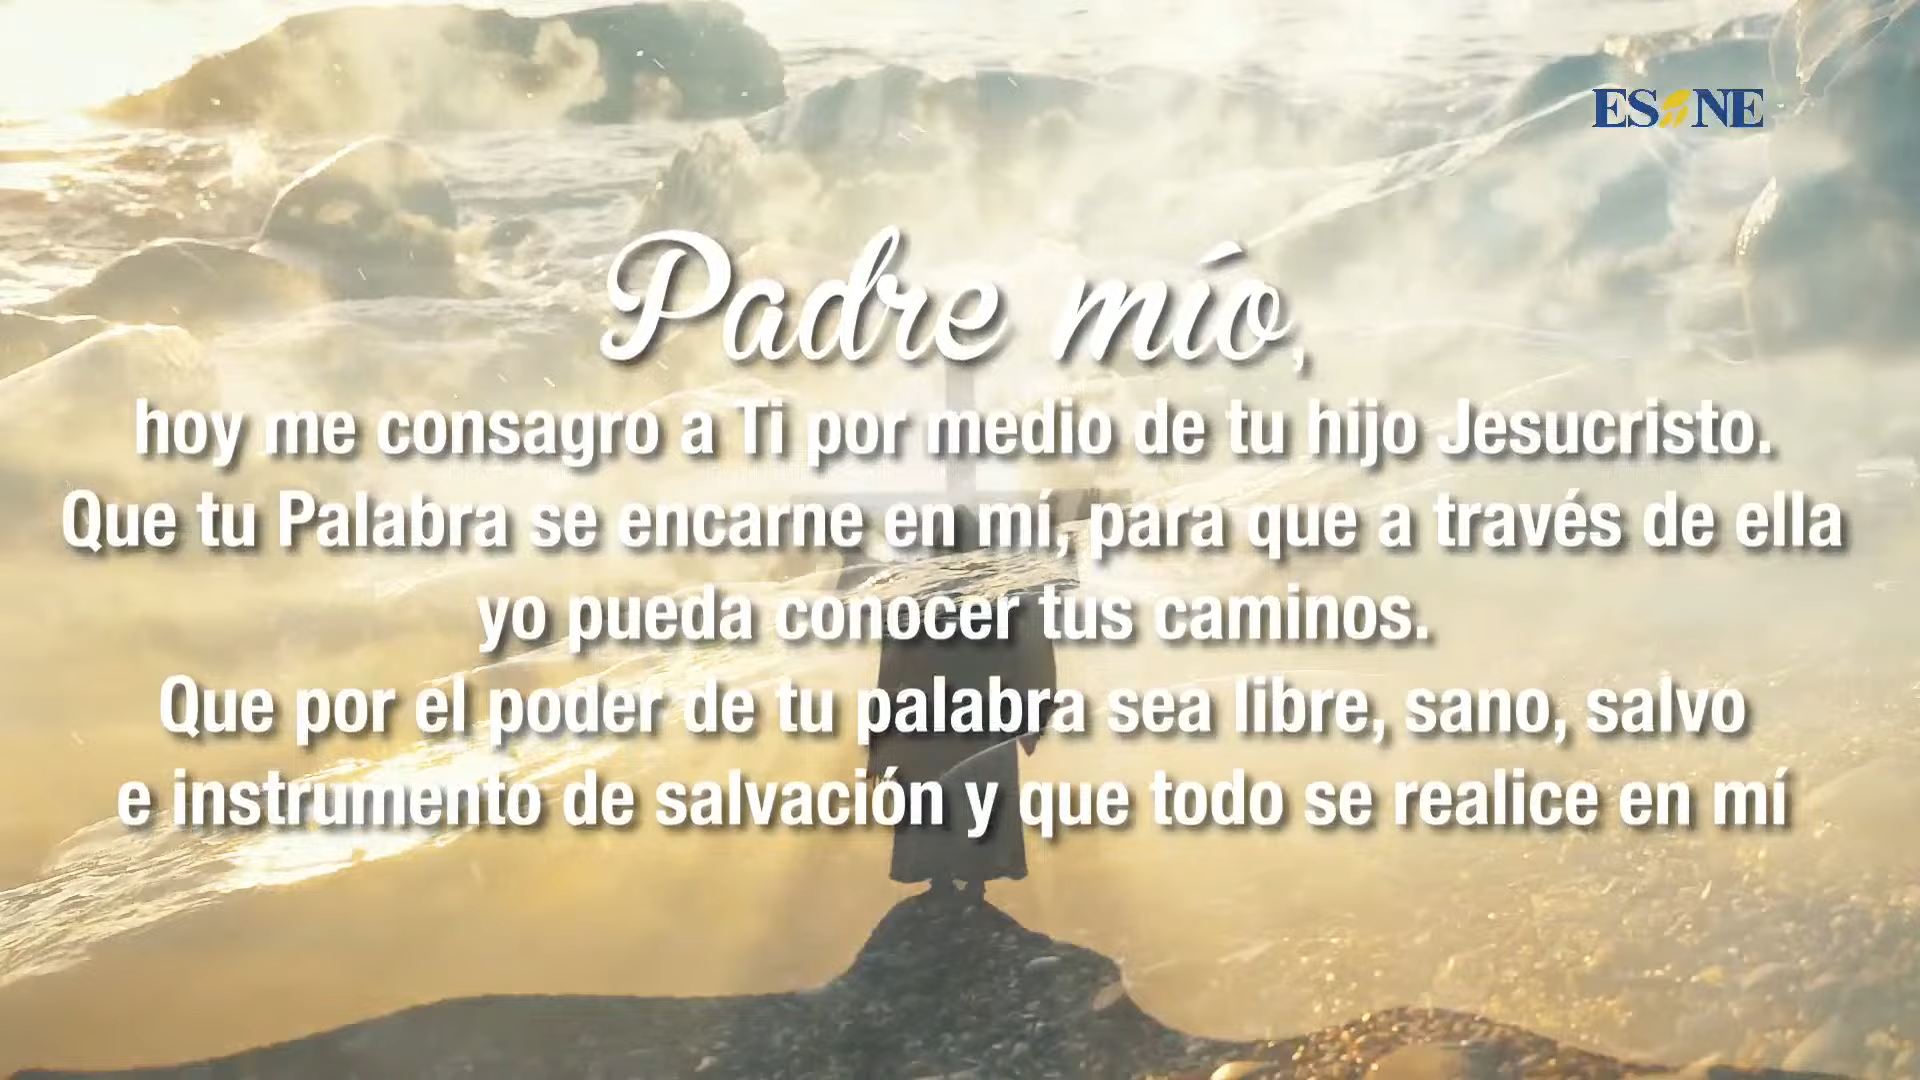 ESNE
Padre mío,
hoy me consagro a Ti por medio de tu hijo Jesucristo.
Que tu Palabra se encarne en mí, para que a través de ella
yo pueda conocer tus caminos.
Que por el poder de tu palabra sea libre, sano, salvo
e instrumento de salvación y que todo se realice en mí